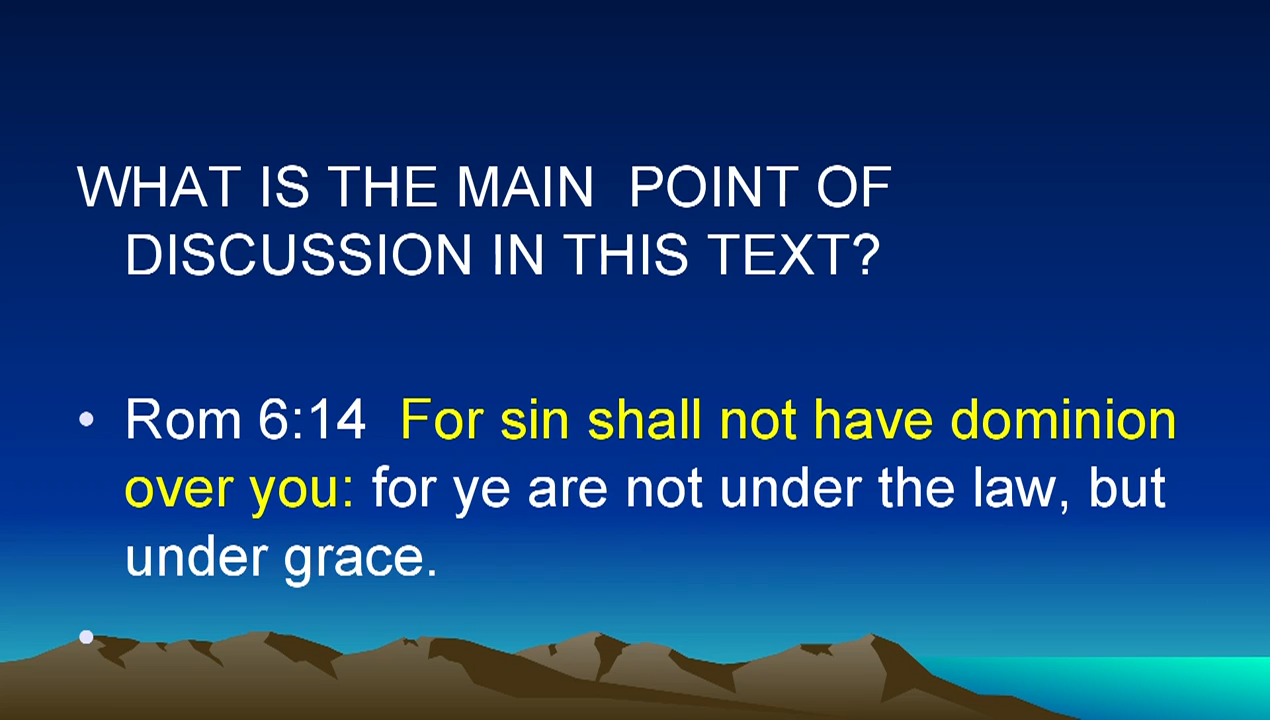 WHAT IS THE MAIN  POINT OF
DISCUSSION IN THIS TEXT?
• Rom 6:14  For sin shall not have dominion
over you: for ye are not under the law, but
under grace.
•